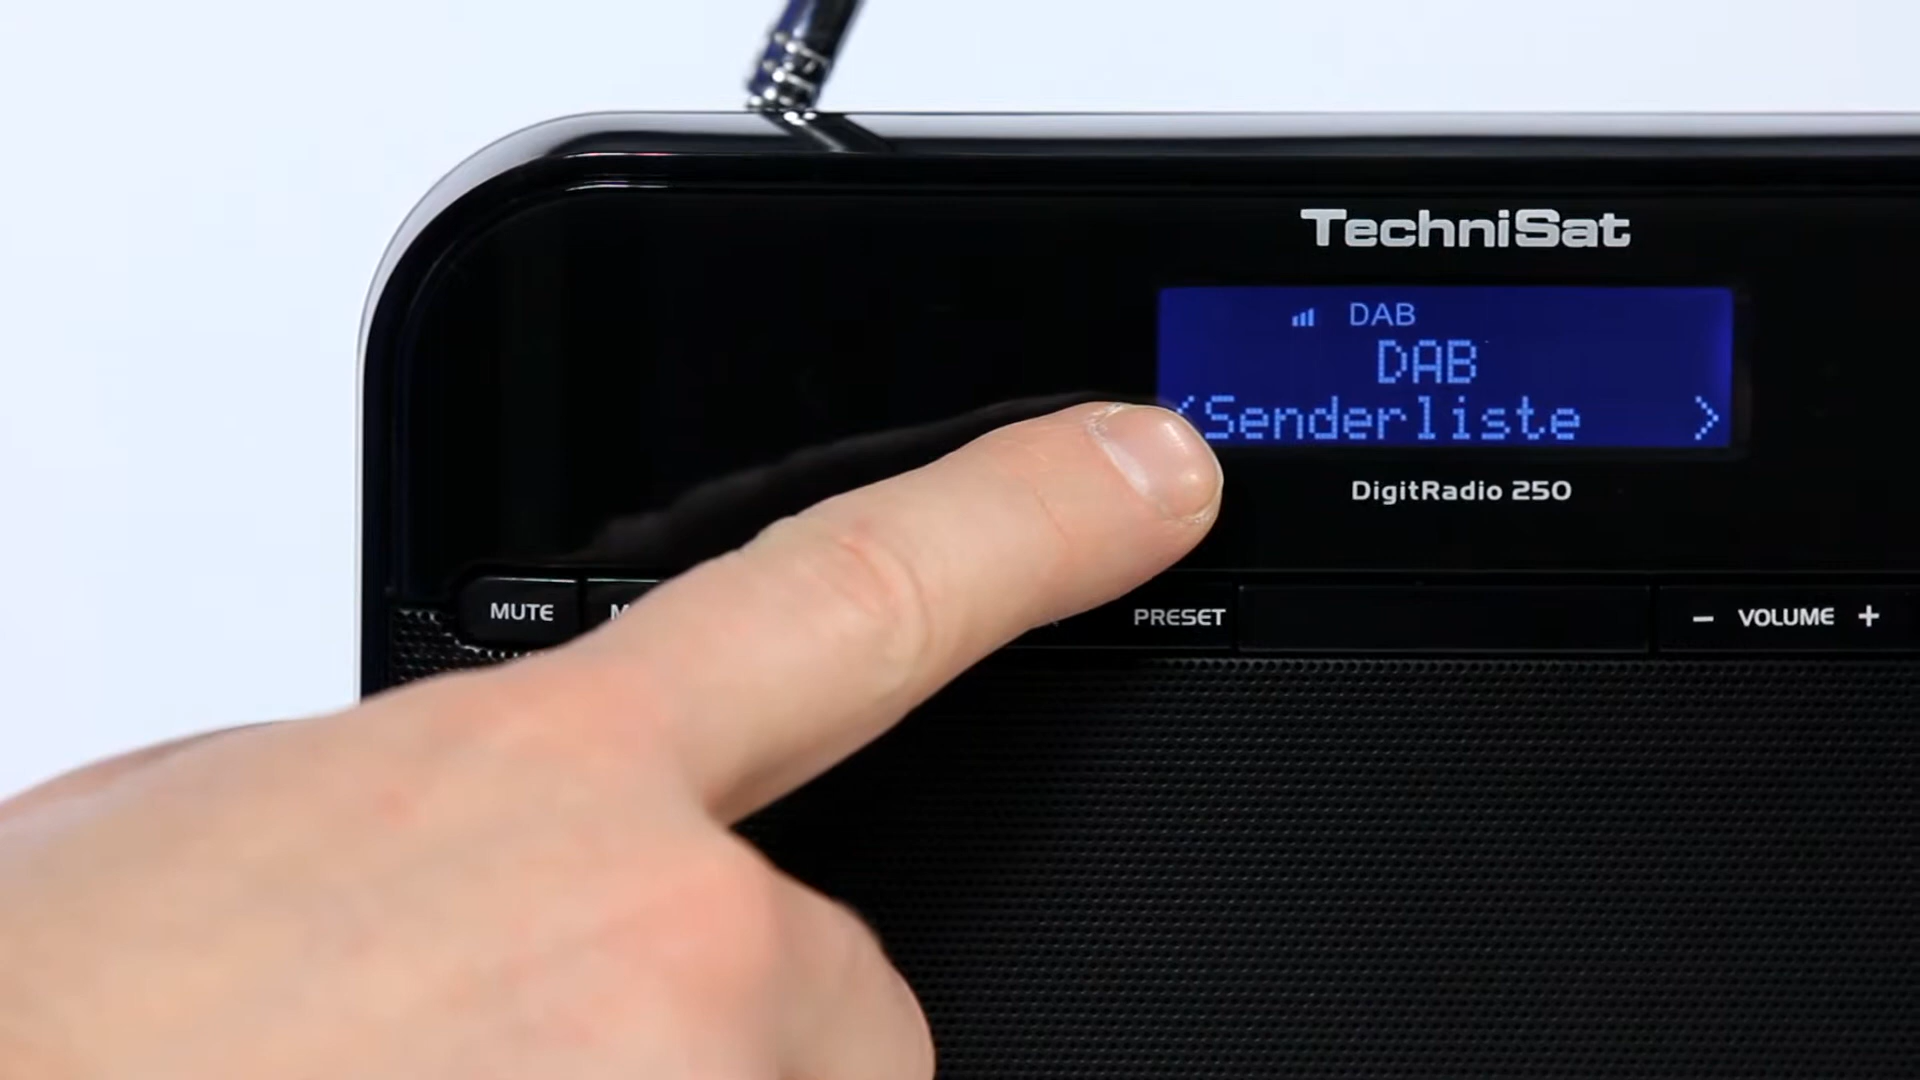 TechniSat
DAB
DAB
<Senderliste >
DigitRadio 250
MUTE
PRESET
− VOLUME +